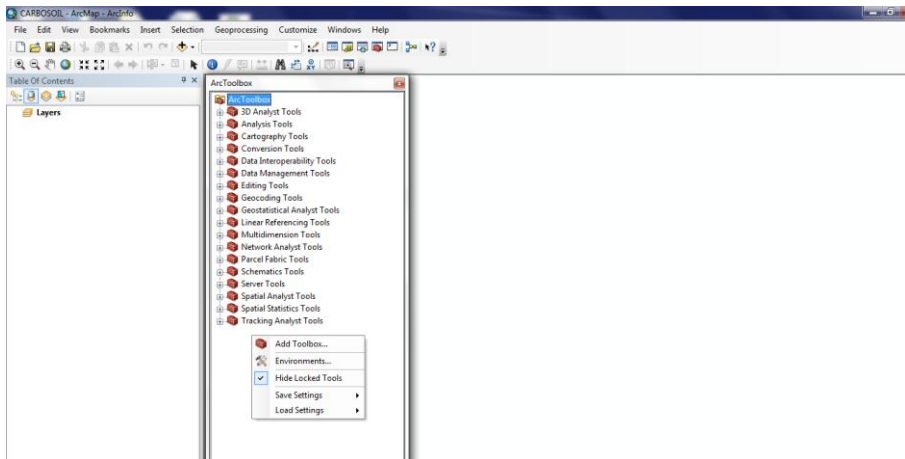 CARBOSOIL - ArcMap - ArcInfo
File Edit View Bookmarks Insert Selection Geoprocessing Customize Windows Help
Table Of Contents
Layers
ArcToolbox
ArcToolbox
3D Analyst Tools
Analysis Tools
Cartography Tools
Conversion Tools
Data Interoperability Tools
Data Management Tools
Editing Tools
Geocoding Tools
Geostatistical Analyst Tools
Linear Referencing Tools
Multidimension Tools
Network Analyst Tools
Parcel Fabric Tools
Schematics Tools
Server Tools
Spatial Analyst Tools
Spatial Statistics Tools
Tracking Analyst Tools
Add Toolbox...
Environments...
Hide Locked Tools
Save Settings
Load Settings